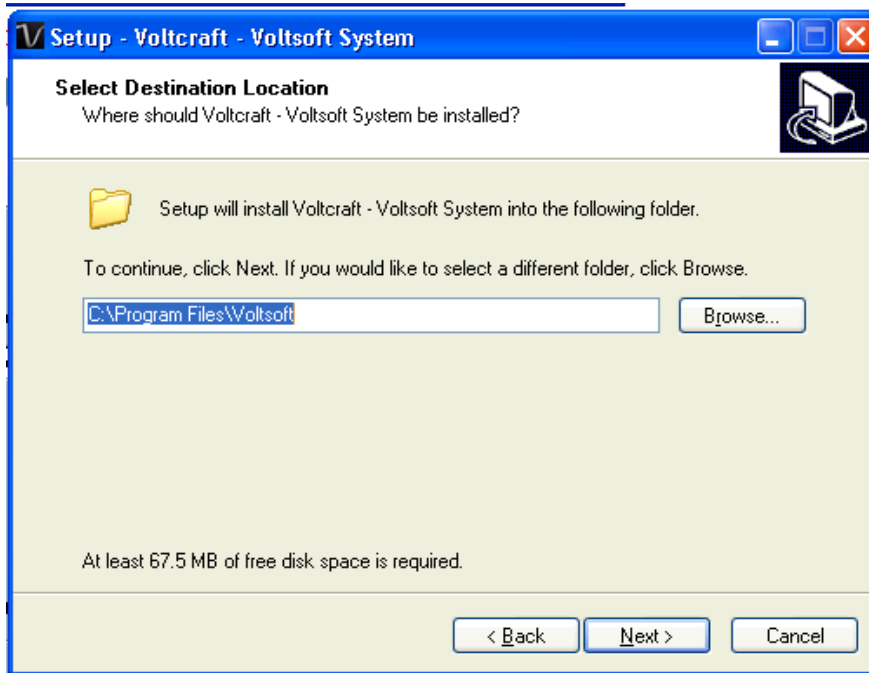 Setup - Voltcraft - Voltsoft System
Select Destination Location
Where should Voltcraft - Voltsoft System be installed?
Setup will install Voltcraft - Voltsoft System into the following folder.
To continue, click Next. If you would like to select a different folder, click Browse.
C:\Program Files\Voltsoft
Browse...
At least 67.5 MB of free disk space is required.
< Back Next > Cancel